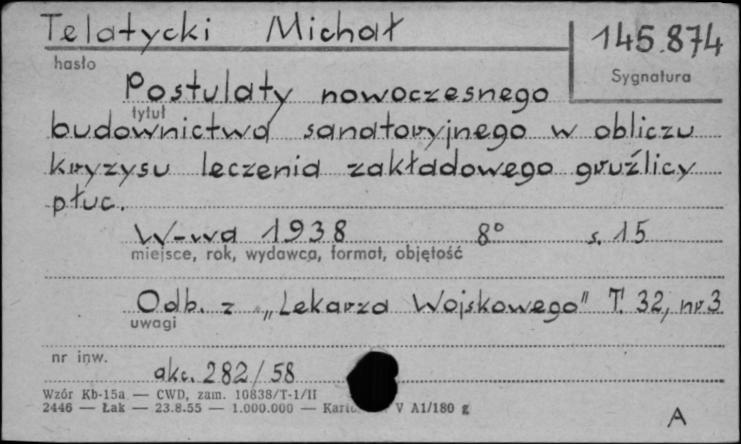 Telatycki Michał
145.874
hasło
Sygnatura
Postulaty nowoczesnego
tytuł
budownictwa sanatoryjnego w obliczu
kryzysu leczenia zakładowego gruźlicy
płuc.
W-wa 1938 8° s. 15
miejsce, rok, wydawca, format, objętość
Odb. z „Lekarza Wojskowego" T. 32, nr 3
uwagi
nr inw.
akc. 282/58
Wzór Kb-15a — CWD, zam. 10838/T-1/II
2446 — Łak — 23.8.55 — 1.000.000 — V A1/180 g
A